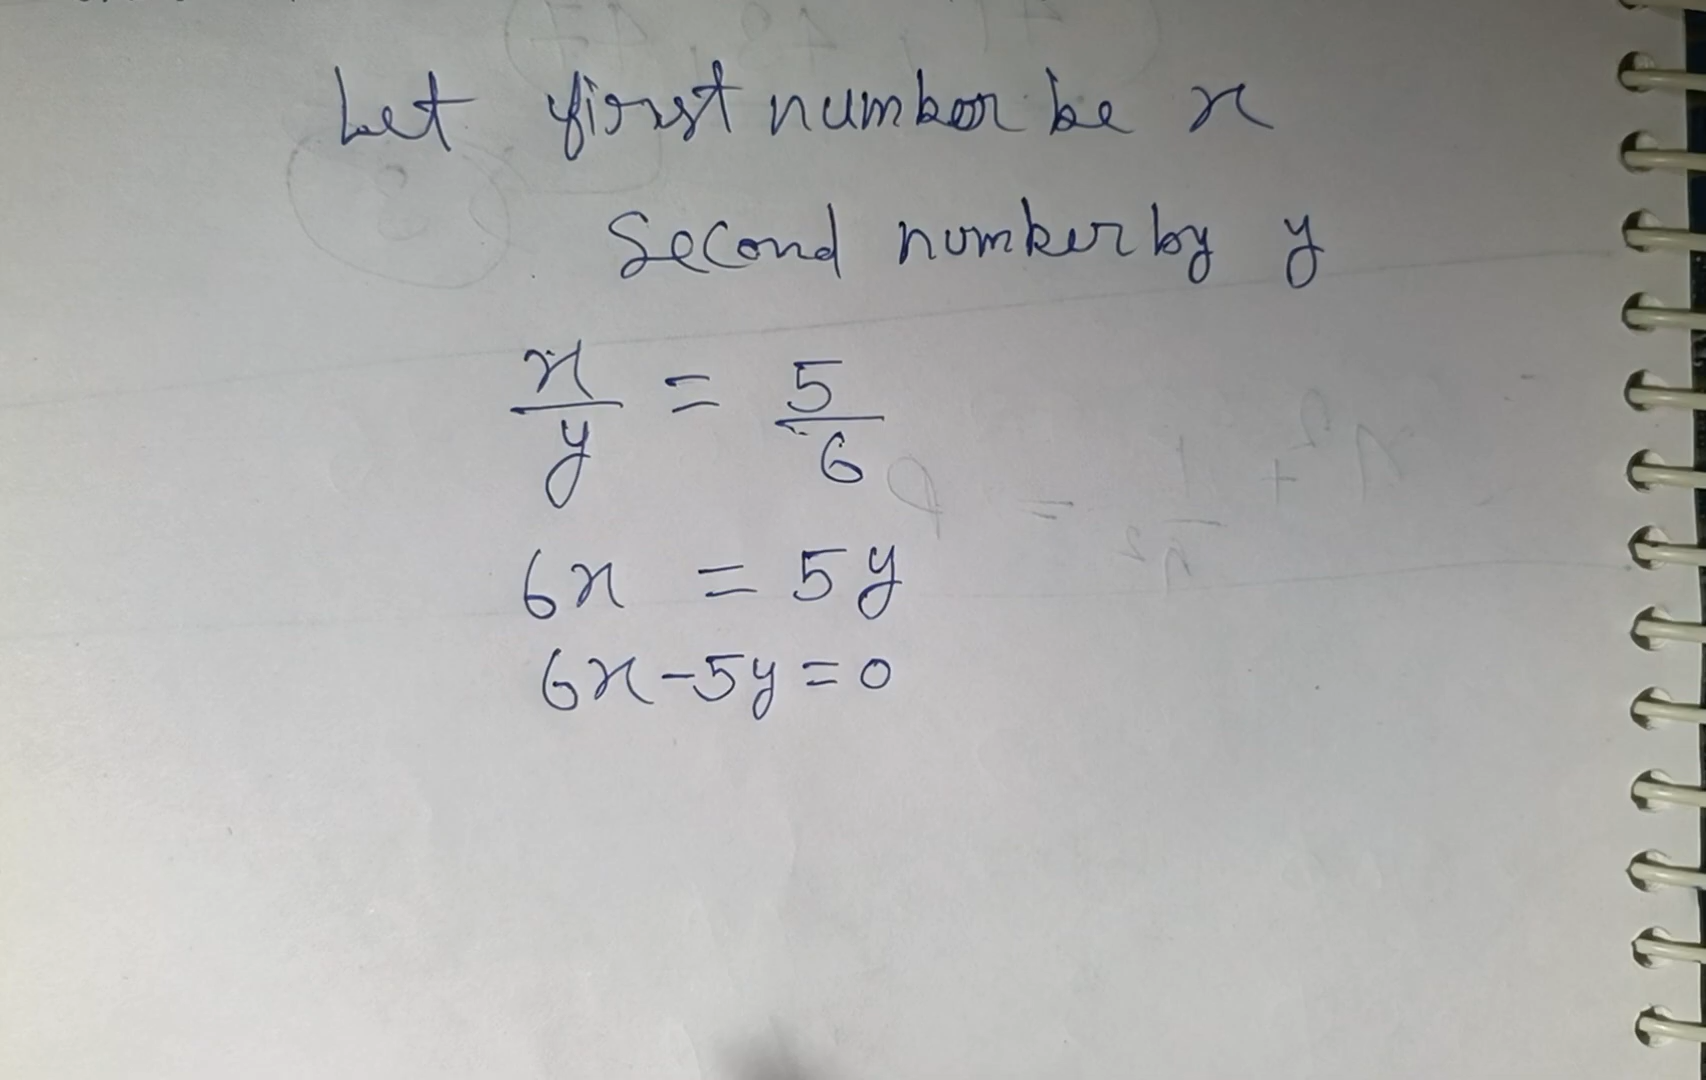 Let first number be x
Second number by y
x/y = 5/6
6x = 5y
6x-5y=0